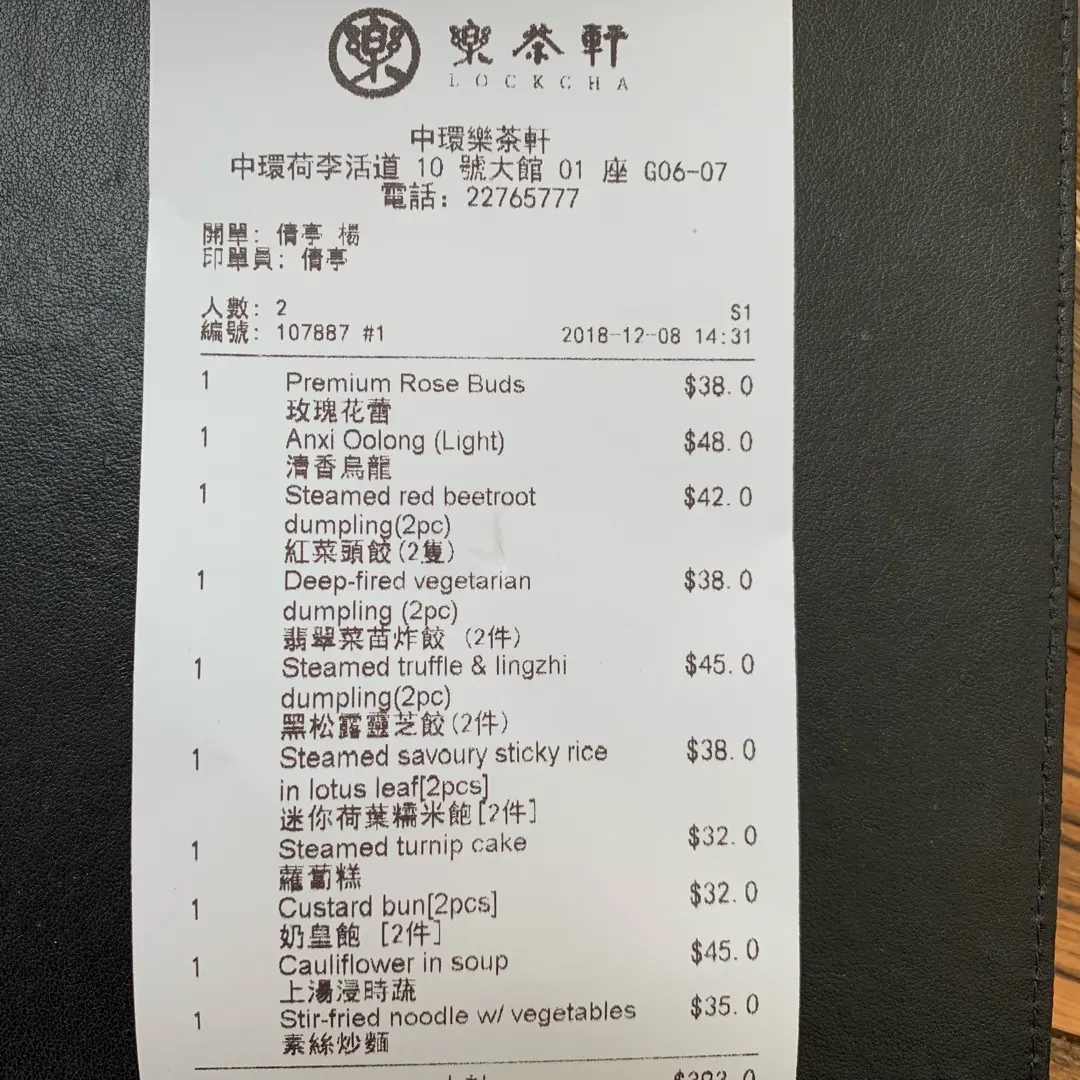 樂 樂茶軒
LOCKCHA
中環樂茶軒
中環荷李活道 10 號大館 01 座 G06-07
電話: 22765777
開單: 倩亭 楊
印單員: 倩亭
人數: 2 S1
編號: 107887 #1 2018-12-08 14:31
1 Premium Rose Buds $38.0
玫瑰花蕾
1 Anxi Oolong (Light) $48.0
清香烏龍
1 Steamed red beetroot $42.0
dumpling(2pc)
紅菜頭餃(2隻)
1 Deep-fired vegetarian $38.0
dumpling (2pc)
翡翠菜苗炸餃 (2件)
1 Steamed truffle & lingzhi $45.0
dumpling(2pc)
黑松露靈芝餃(2件)
1 Steamed savoury sticky rice $38.0
in lotus leaf[2pcs]
迷你荷葉糯米飽[2件]
1 Steamed turnip cake $32.0
蘿蔔糕
1 Custard bun[2pcs] $32.0
奶皇飽 [2件]
1 Cauliflower in soup $45.0
上湯浸時蔬
1 Stir-fried noodle w/ vegetables $35.0
素絲炒麵
$393.0